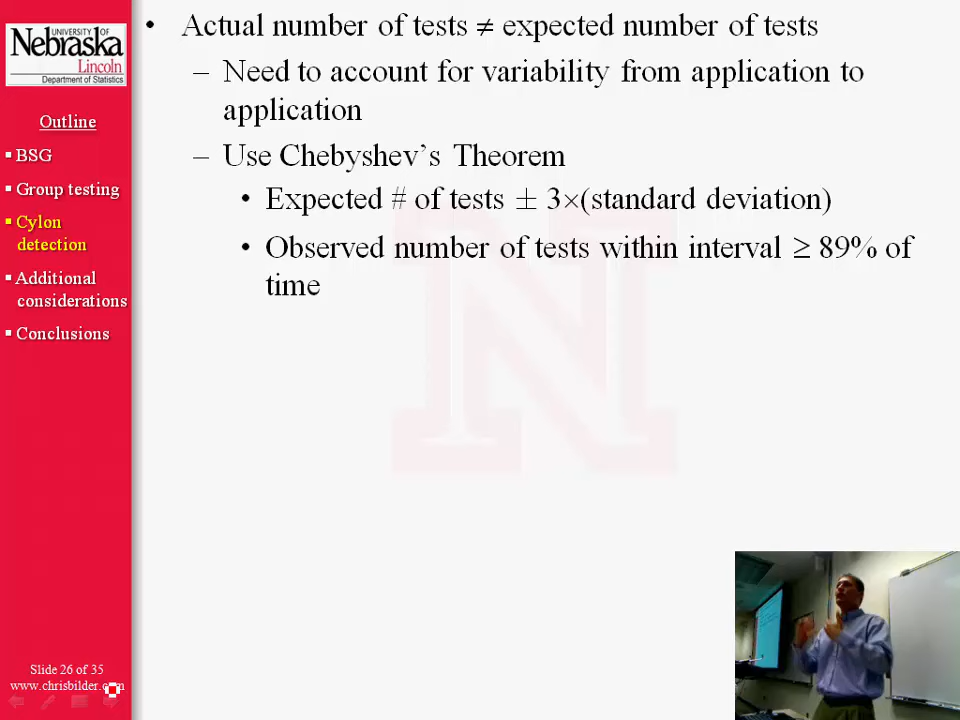 UNIVERSITY OF
Nebraska
Lincoln
Department of Statistics
Outline
▪ BSG
▪ Group testing
▪ Cylon
detection
▪ Additional
considerations
▪ Conclusions
Slide 26 of 35
www.chrisbilder.com
• Actual number of tests ≠ expected number of tests
– Need to account for variability from application to
application
– Use Chebyshev’s Theorem
• Expected # of tests ± 3×(standard deviation)
• Observed number of tests within interval ≥ 89% of
time
N